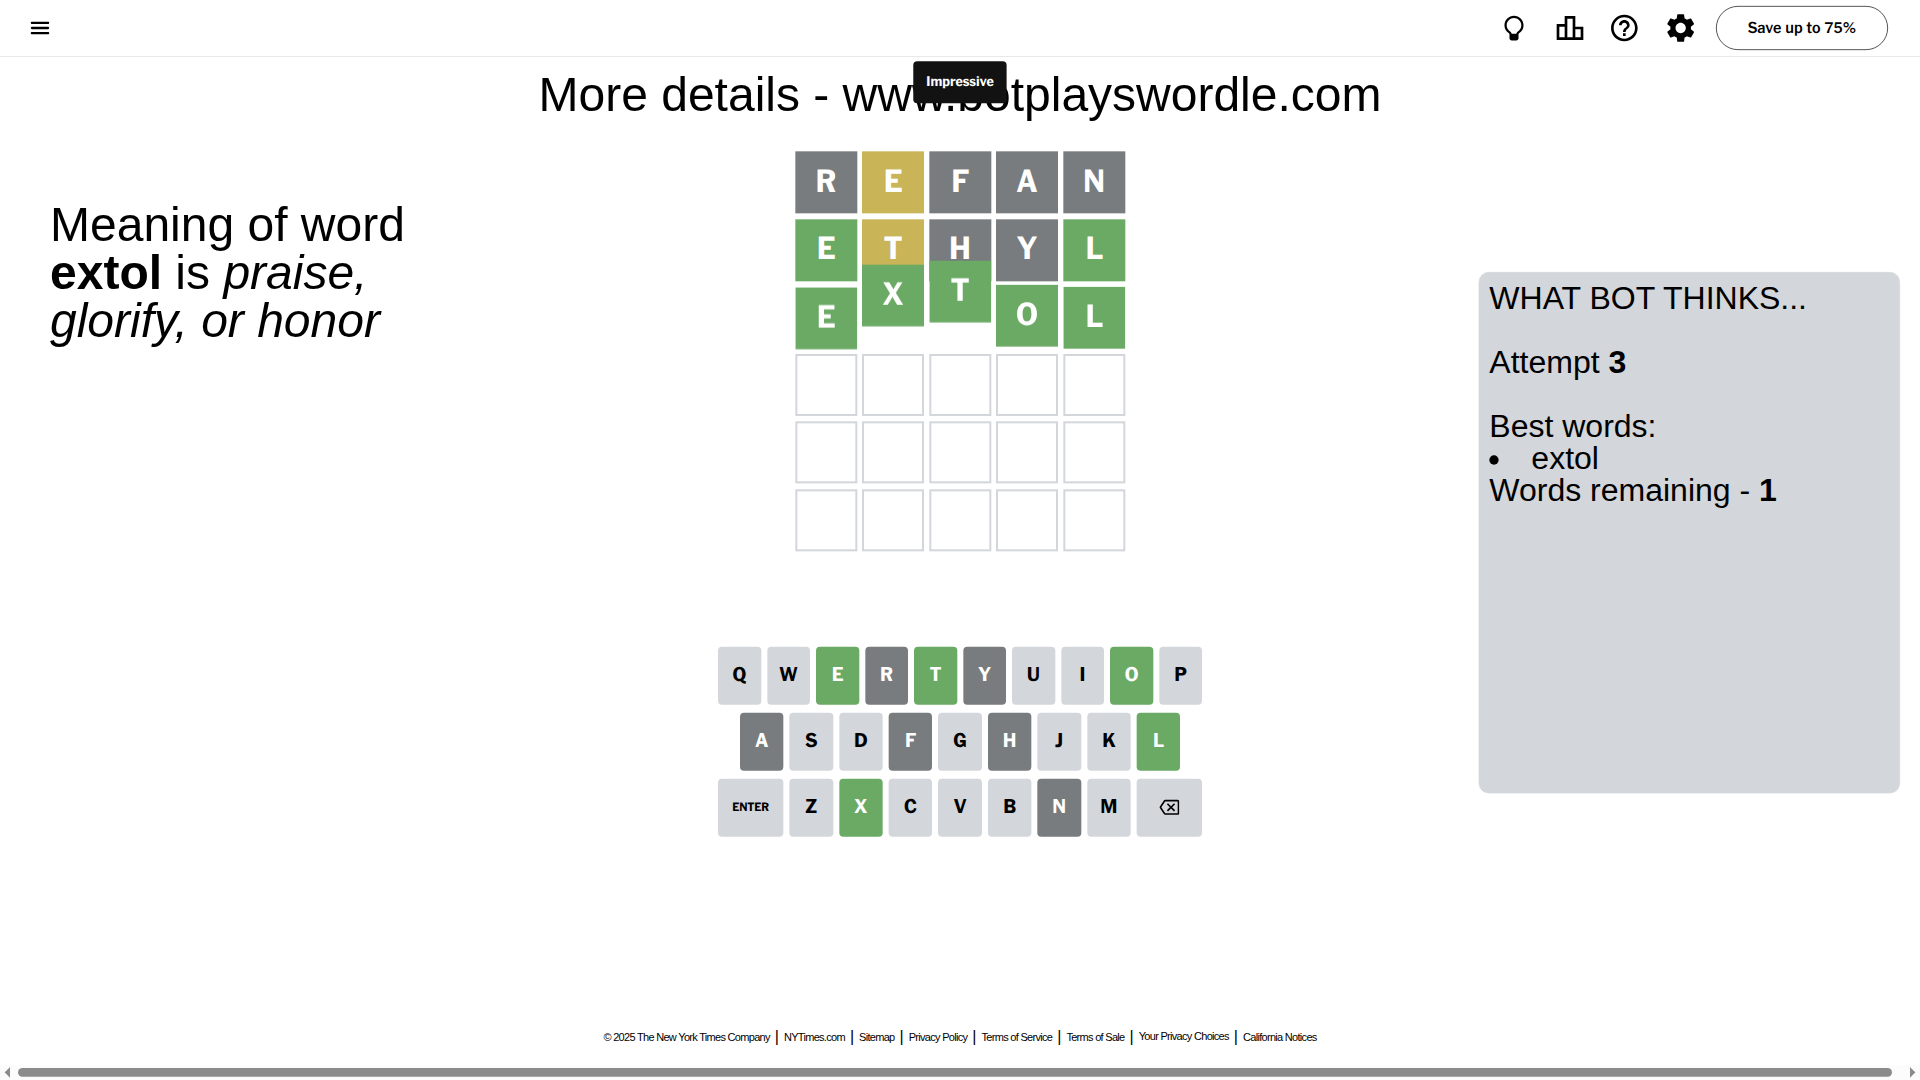 Save up to 75%
Impressive
More details - www.botplayswordle.com
Meaning of word
extol is praise,
glorify, or honor
R E F A N
E T H Y L
E X T O L
WHAT BOT THINKS...
Attempt 3
Best words:
• extol
Words remaining - 1
Q W E R T Y U I O P
A S D F G H J K L
ENTER Z X C V B N M
© 2025 The New York Times Company | NYTimes.com | Sitemap | Privacy Policy | Terms of Service | Terms of Sale | Your Privacy Choices | California Notices